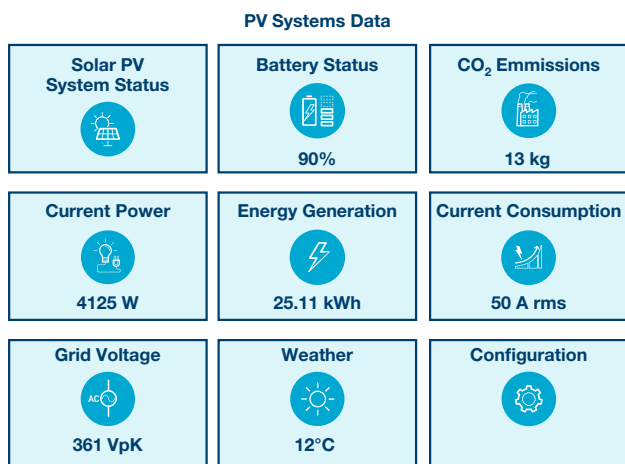 PV Systems Data
Solar PV
System Status
Battery Status
90%
CO₂ Emmissions
13 kg
Current Power
4125 W
Energy Generation
25.11 kWh
Current Consumption
50 A rms
Grid Voltage
AC
361 VpK
Weather
12°C
Configuration